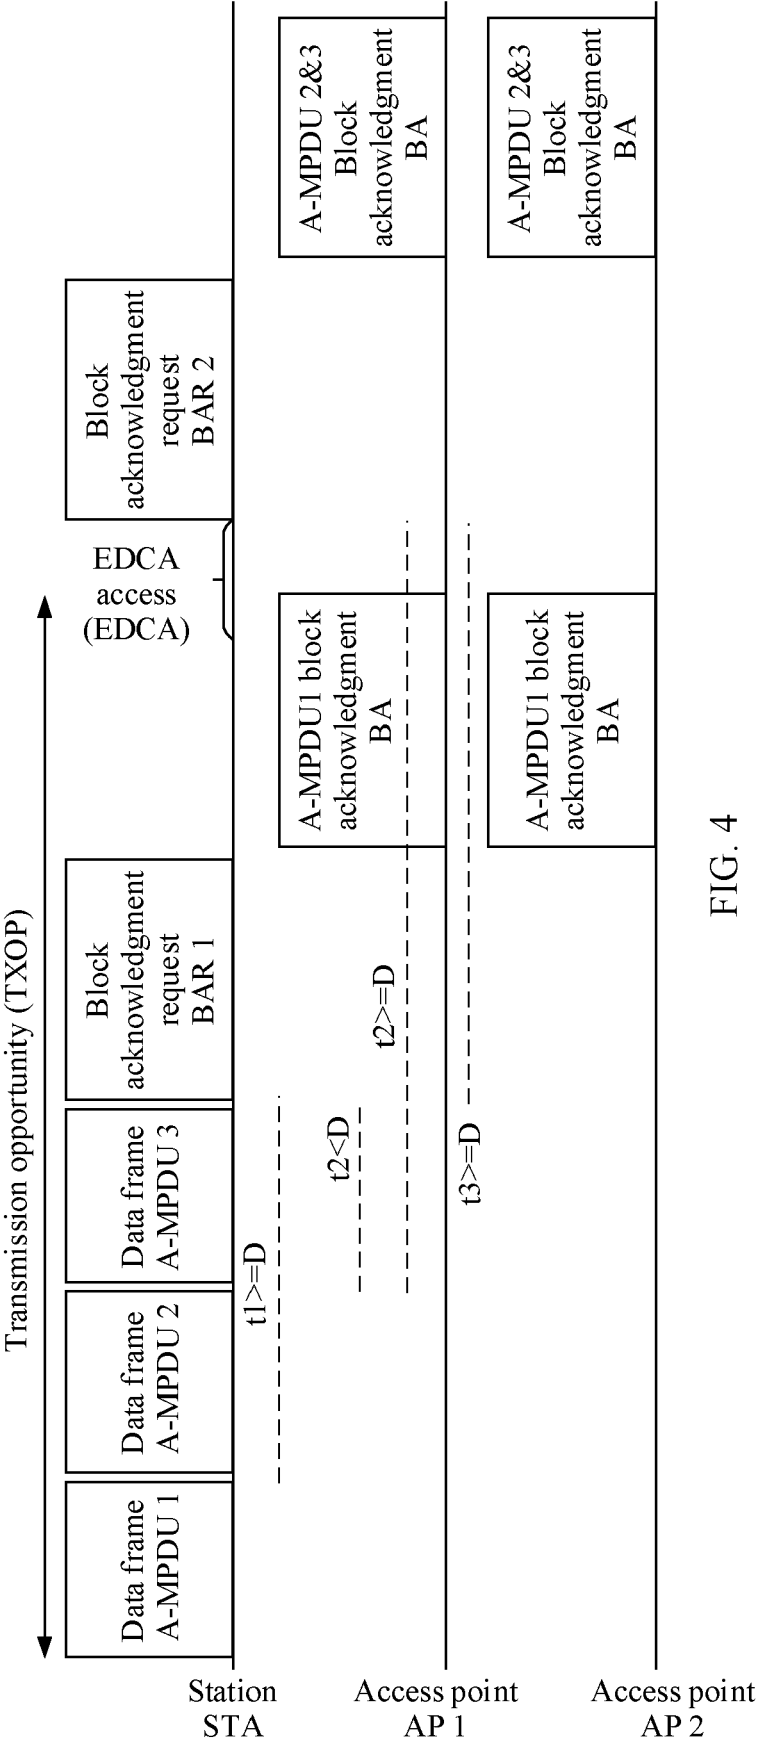 Transmission opportunity (TXOP)
Data frame
A-MPDU 1
Data frame
A-MPDU 2
Data frame
A-MPDU 3
Block
acknowledgment
request
BAR 1
EDCA
access
(EDCA)
Block
acknowledgment
request
BAR 2
Station
STA
t1>=D
t2<D
t2>=D
A-MPDU1 block
acknowledgment
BA
A-MPDU 2&3
Block
acknowledgment
BA
Access point
AP 1
t3>=D
A-MPDU1 block
acknowledgment
BA
A-MPDU 2&3
Block
acknowledgment
BA
Access point
AP 2
FIG. 4